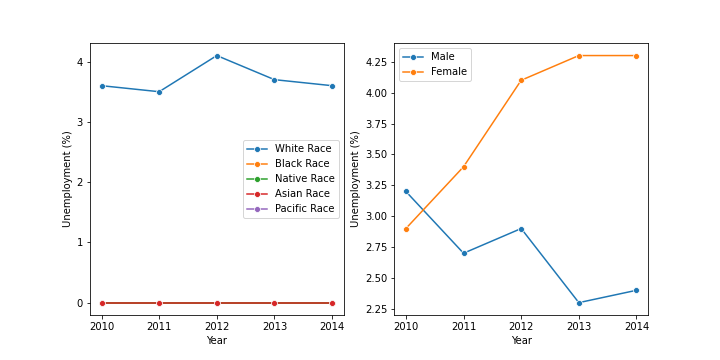 4
3
2
1
0
Unemployment (%)
White Race
Black Race
Native Race
Asian Race
Pacific Race
2010 2011 2012 2013 2014
Year
4.25
4.00
3.75
3.50
3.25
3.00
2.75
2.50
2.25
Unemployment (%)
Male
Female
2010 2011 2012 2013 2014
Year